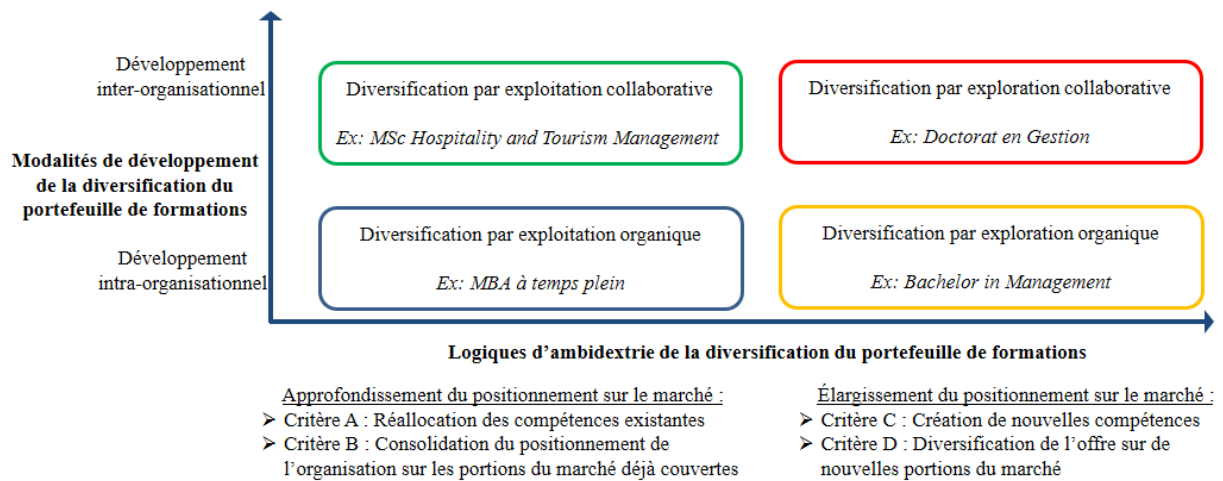 Développement
inter-organisationnel
Diversification par exploitation collaborative
Ex: MSc Hospitality and Tourism Management
Diversification par exploration collaborative
Ex: Doctorat en Gestion
Modalités de développement
de la diversification du
portefeuille de formations
Développement
intra-organisationnel
Diversification par exploitation organique
Ex: MBA à temps plein
Diversification par exploration organique
Ex: Bachelor in Management
Logiques d’ambidextrie de la diversification du portefeuille de formations
Approfondissement du positionnement sur le marché :
➢ Critère A : Réallocation des compétences existantes
➢ Critère B : Consolidation du positionnement de
l’organisation sur les portions du marché déjà couvertes
Élargissement du positionnement sur le marché :
➢ Critère C : Création de nouvelles compétences
➢ Critère D : Diversification de l’offre sur de
nouvelles portions du marché